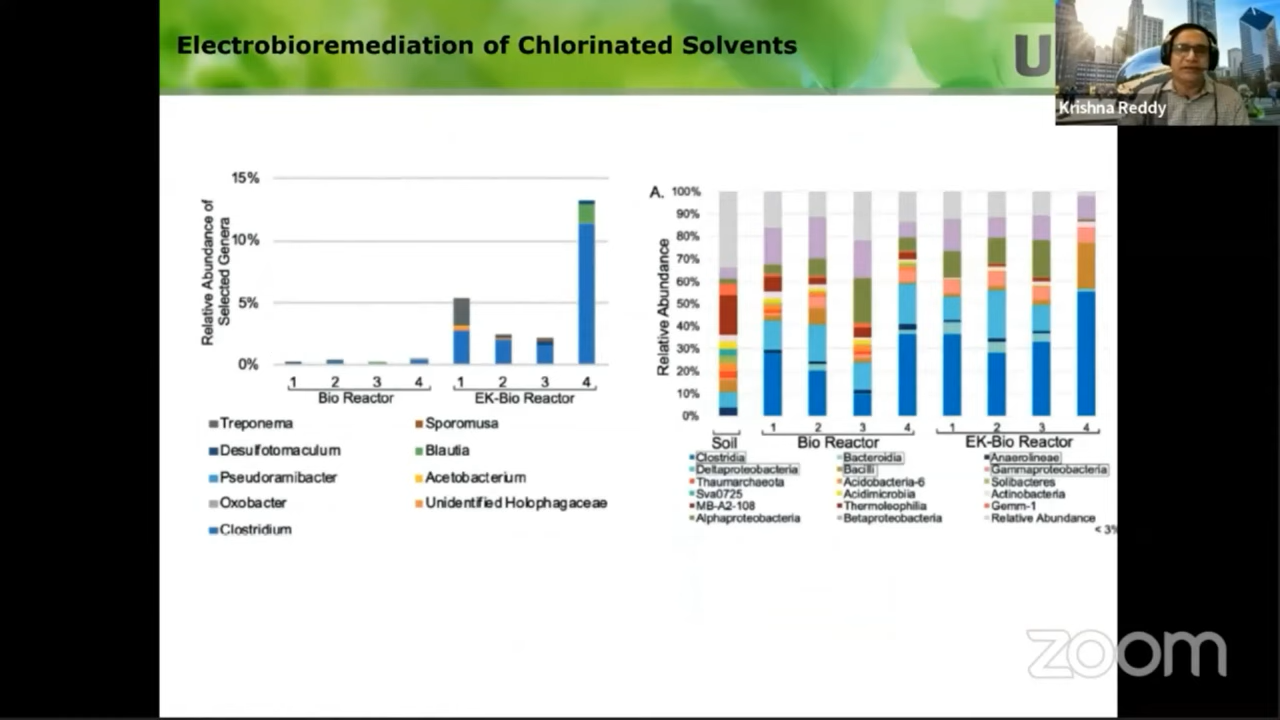 Electrobioremediation of Chlorinated Solvents
U
Krishna Reddy
Relative Abundance of
Selected Genera
15%
10%
5%
0%
1 2 3 4 1 2 3 4
Bio Reactor EK-Bio Reactor
Treponema Sporomusa
Desulfotomaculum Blautia
Pseudoramibacter Acetobacterium
Oxobacter Unidentified Holophagaceae
Clostridium
A.
Relative Abundance
100%
90%
80%
70%
60%
50%
40%
30%
20%
10%
0%
1 2 3 4 1 2 3 4
Soil Bio Reactor EK-Bio Reactor
Clostridia Bacteroidia Anaerolineae
Deltaproteobacteria Bacilli Gammaproteobacteria
Thaumarchaeota Acidobacteria-6 Solibacteres
Sva0725 Acidimicrobiia Actinobacteria
MB-A2-108 Thermoleophilia Gemm-1
Alphaproteobacteria Betaproteobacteria Relative Abundance
< 3%
zoom